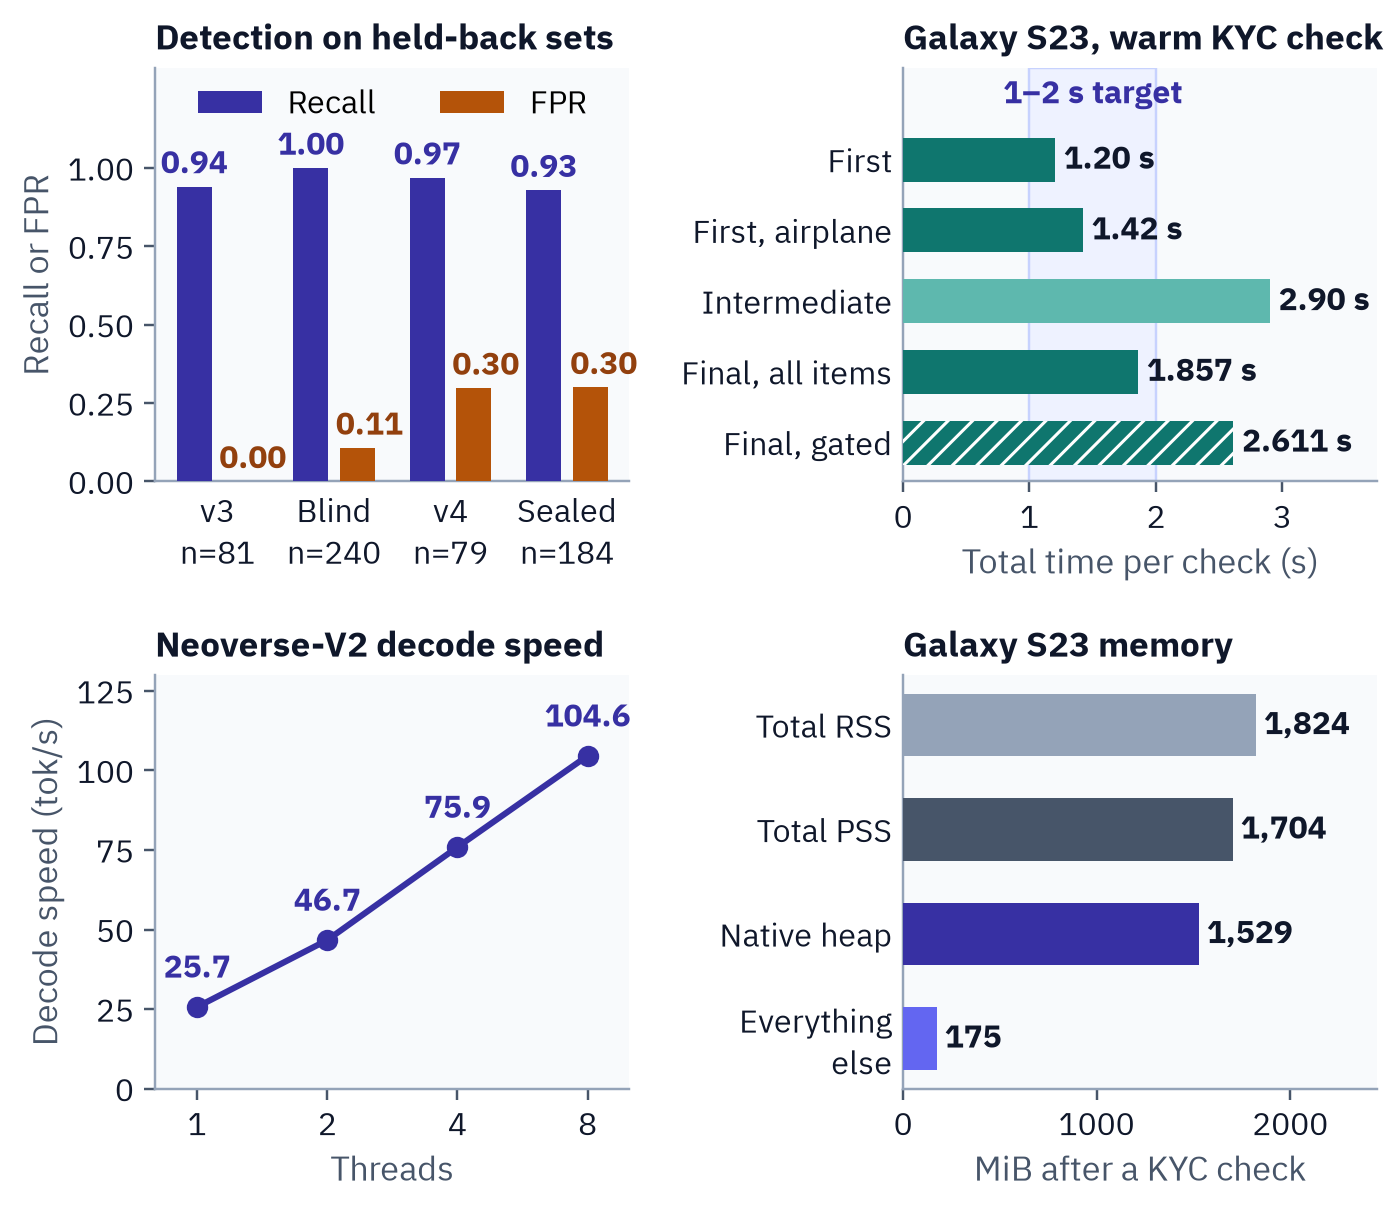 Detection on held-back sets
Recall
FPR
0.94
1.00
0.97
0.93
0.00
0.11
0.30
0.30
Recall or FPR
1.00
0.75
0.50
0.25
0.00
v3
n=81
Blind
n=240
v4
n=79
Sealed
n=184
Galaxy S23, warm KYC check
1–2 s target
First
1.20 s
First, airplane
1.42 s
Intermediate
2.90 s
Final, all items
1.857 s
Final, gated
2.611 s
0
1
2
3
Total time per check (s)
Neoverse-V2 decode speed
Decode speed (tok/s)
125
100
75
50
25
0
25.7
46.7
75.9
104.6
1
2
4
8
Threads
Galaxy S23 memory
Total RSS
1,824
Total PSS
1,704
Native heap
1,529
Everything
else
175
0
1000
2000
MiB after a KYC check